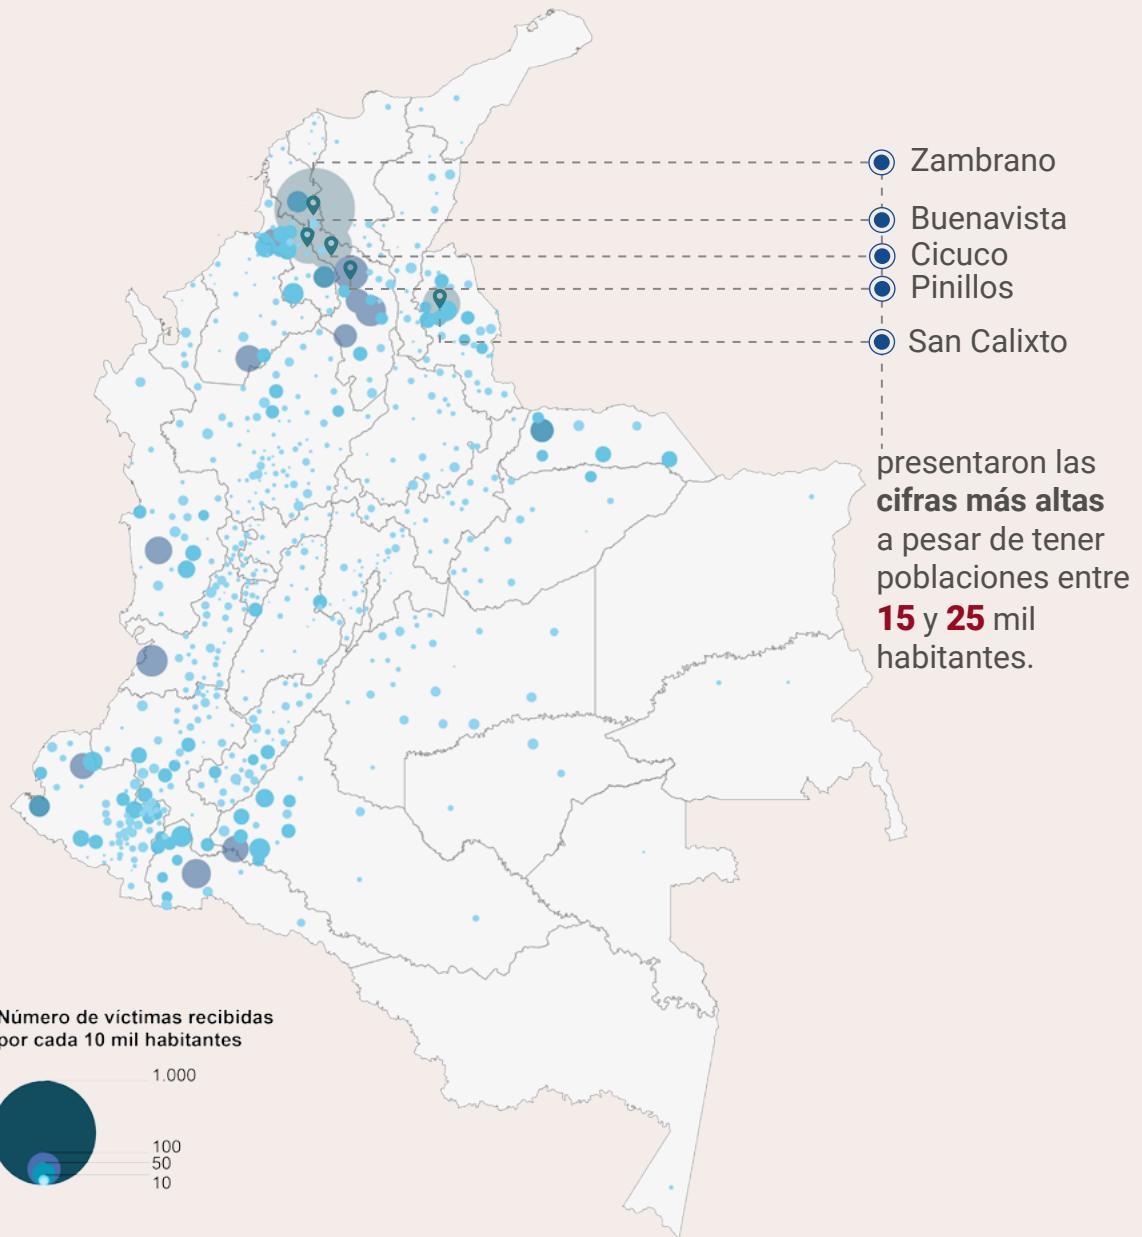 Zambrano
Buenavista
Cicuco
Pinillos
San Calixto
presentaron las
cifras más altas
a pesar de tener
poblaciones entre
15 y 25 mil
habitantes.
Número de víctimas recibidas
por cada 10 mil habitantes
1.000
100
50
10